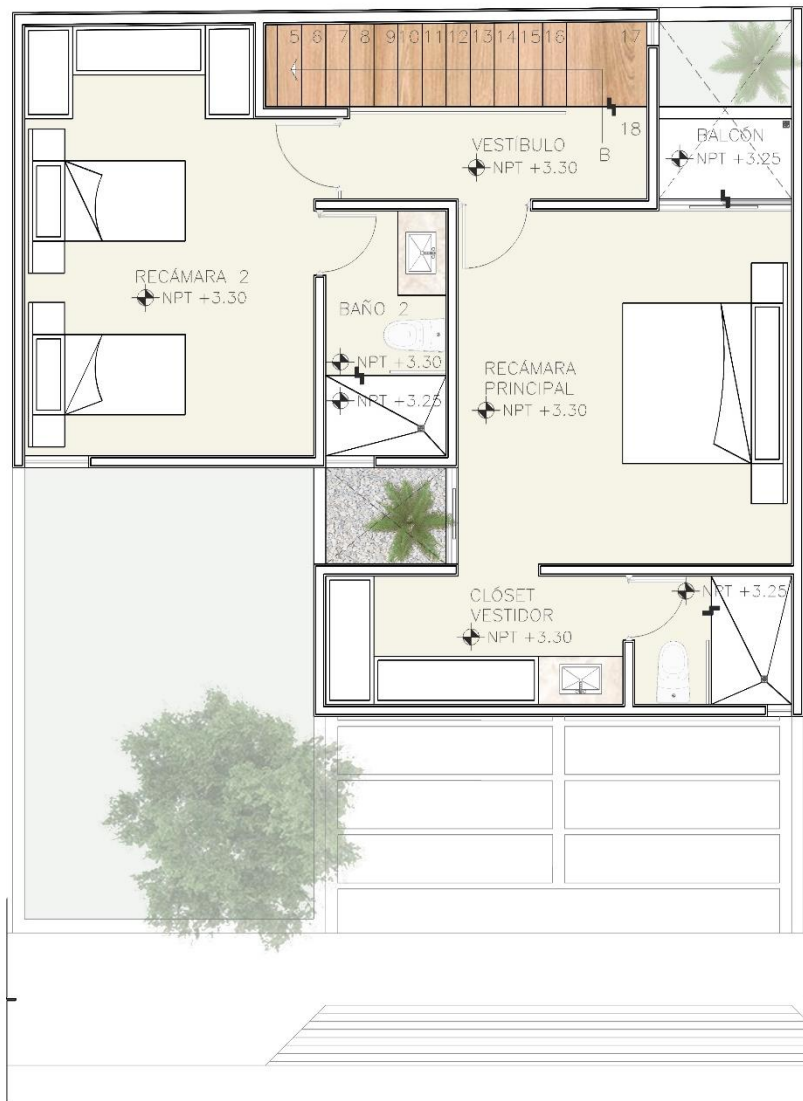 5 6 7 8 9 10 11 12 13 14 15 16 17
18
B
VESTÍBULO
NPT +3.30
BALCÓN
NPT +3.25
RECÁMARA 2
NPT +3.30
BAÑO 2
NPT +3.30
NPT +3.25
RECÁMARA
PRINCIPAL
NPT +3.30
CLÓSET
VESTIDOR
NPT +3.30
NPT +3.25